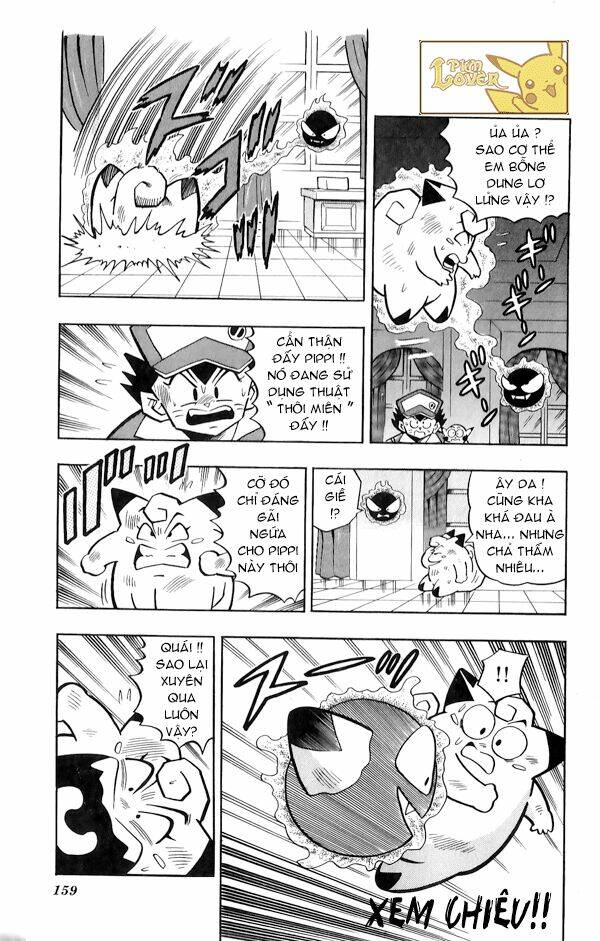 PKM
LOVER
ỦA ỦA ?
SAO CƠ THỂ
EM BỖNG
DUNG LƠ
LỬNG VẬY !?
CẨN THẬN
ĐẤY PIPPI !!
NÓ ĐANG SỬ
DỤNG THUẬT
“ THÔI MIÊN ”
ĐẤY !!
ẦY DA !
CŨNG KHA
KHÁ ĐAU À
NHA... NHƯNG
CHẢ THẤM
NHIÊU...
CÁI
GIỀ
!?
CỠ ĐÓ
CHỈ ĐÁNG
GÃI
NGỨA
CHO PIPPI
NÀY THÔI
!!
XEM CHIÊU!!
QUÁI !!
SAO LẠI
XUYÊN
QUA
LUÔN
VẬY?
159